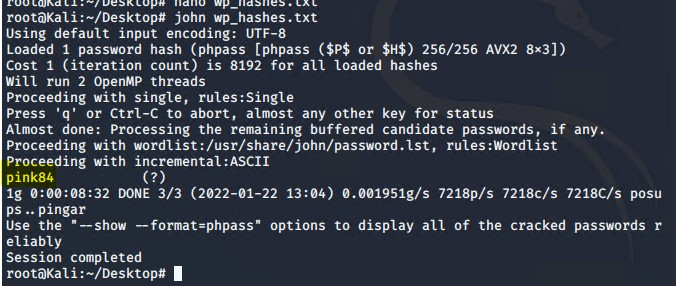 root@Kali:~/Desktop# nano wp_hashes.txt
root@Kali:~/Desktop# john wp_hashes.txt
Using default input encoding: UTF-8
Loaded 1 password hash (phpass [phpass ($P$ or $H$) 256/256 AVX2 8×3])
Cost 1 (iteration count) is 8192 for all loaded hashes
Will run 2 OpenMP threads
Proceeding with single, rules:Single
Press 'q' or Ctrl-C to abort, almost any other key for status
Almost done: Processing the remaining buffered candidate passwords, if any.
Proceeding with wordlist:/usr/share/john/password.lst, rules:Wordlist
Proceeding with incremental:ASCII
pink84           (?)
1g 0:00:08:32 DONE 3/3 (2022-01-22 13:04) 0.001951g/s 7218p/s 7218c/s 7218C/s posu
ps..pingar
Use the "--show --format=phpass" options to display all of the cracked passwords r
eliably
Session completed
root@Kali:~/Desktop#